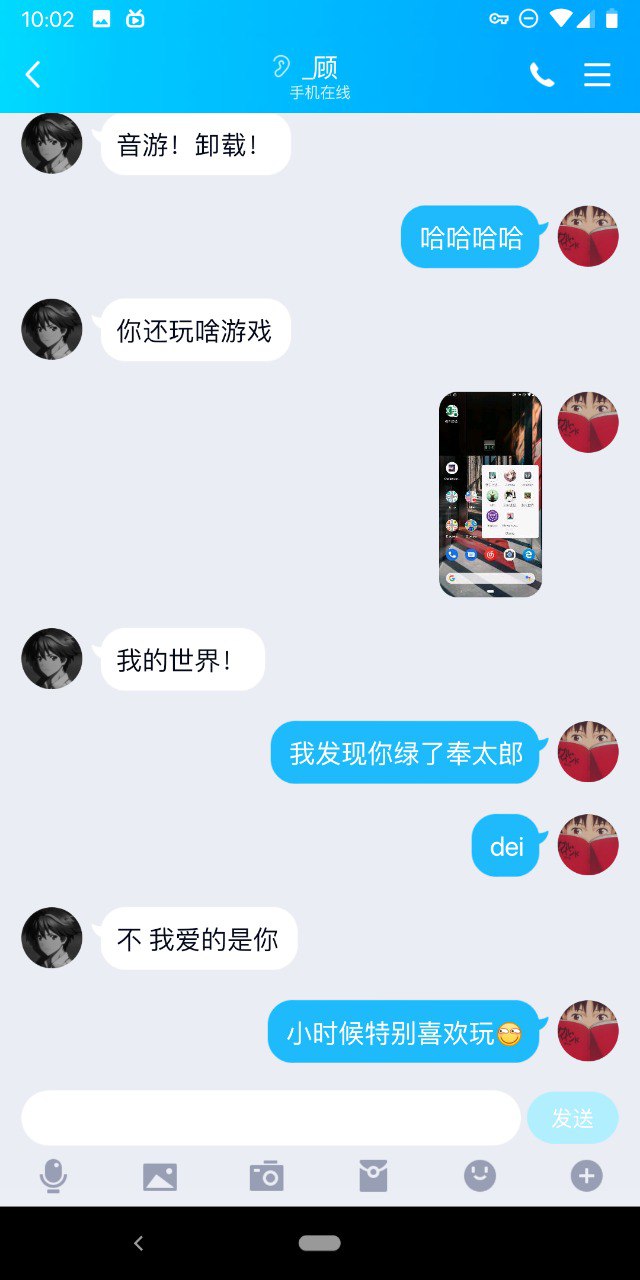 10:02
_顾
手机在线
音游！卸载！
哈哈哈哈
你还玩啥游戏
我的世界！
我发现你绿了奉太郎
dei
不 我爱的是你
小时候特别喜欢玩
发送